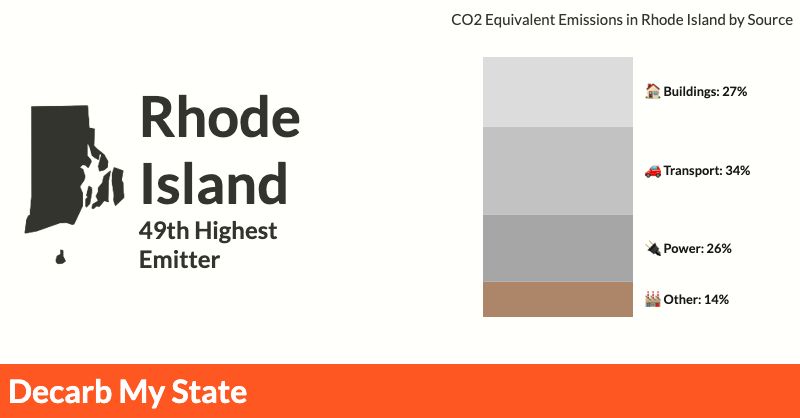 CO2 Equivalent Emissions in Rhode Island by Source
Rhode
Island
49th Highest
Emitter
Buildings: 27%
Transport: 34%
Power: 26%
Other: 14%
Decarb My State